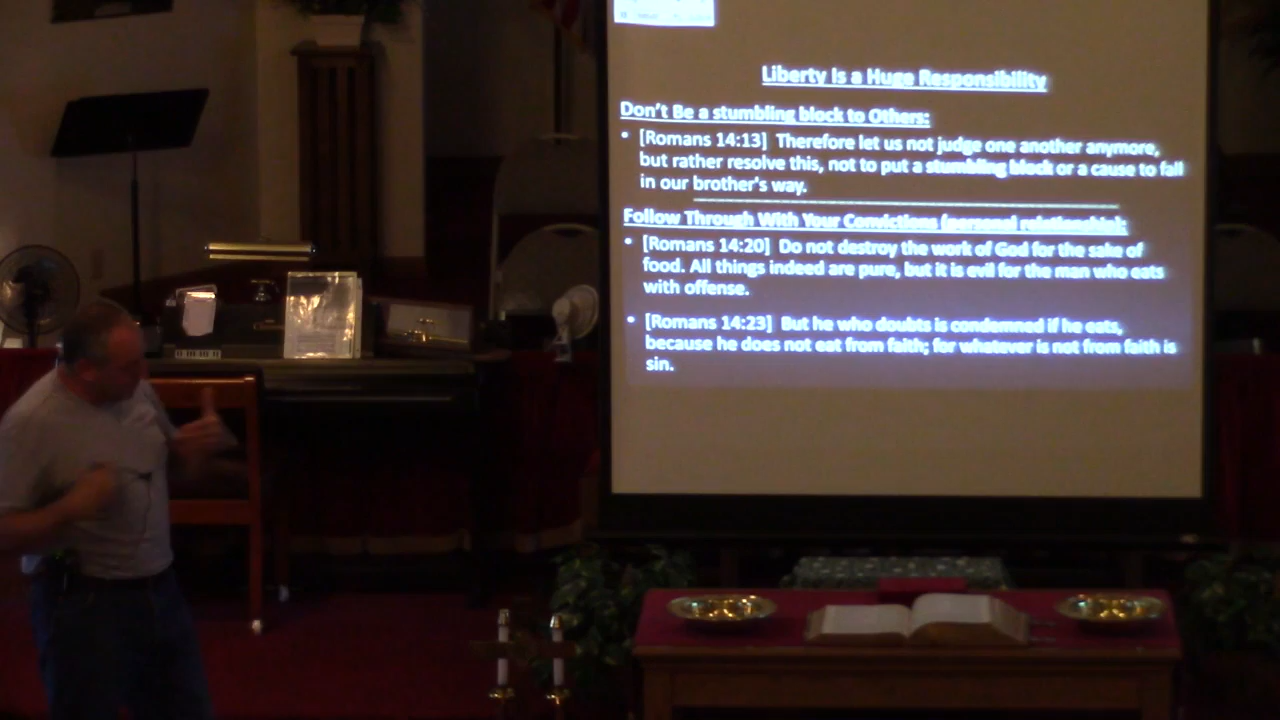 Liberty Is a Huge Responsibility
Don't Be a stumbling block to Others:
• [Romans 14:13] Therefore let us not judge one another anymore,
but rather resolve this, not to put a stumbling block or a cause to fall
in our brother's way.
Follow Through With Your Convictions (personal relationship):
• [Romans 14:20] Do not destroy the work of God for the sake of
food. All things indeed are pure, but it is evil for the man who eats
with offense.
• [Romans 14:23] But he who doubts is condemned if he eats,
because he does not eat from faith; for whatever is not from faith is
sin.